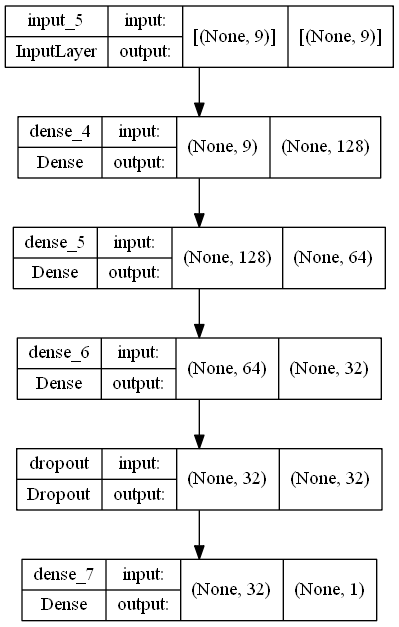 input_5 input: [(None, 9)] [(None, 9)]
InputLayer output:
dense_4 input: (None, 9) (None, 128)
Dense output:
dense_5 input: (None, 128) (None, 64)
Dense output:
dense_6 input: (None, 64) (None, 32)
Dense output:
dropout input: (None, 32) (None, 32)
Dropout output:
dense_7 input: (None, 32) (None, 1)
Dense output: